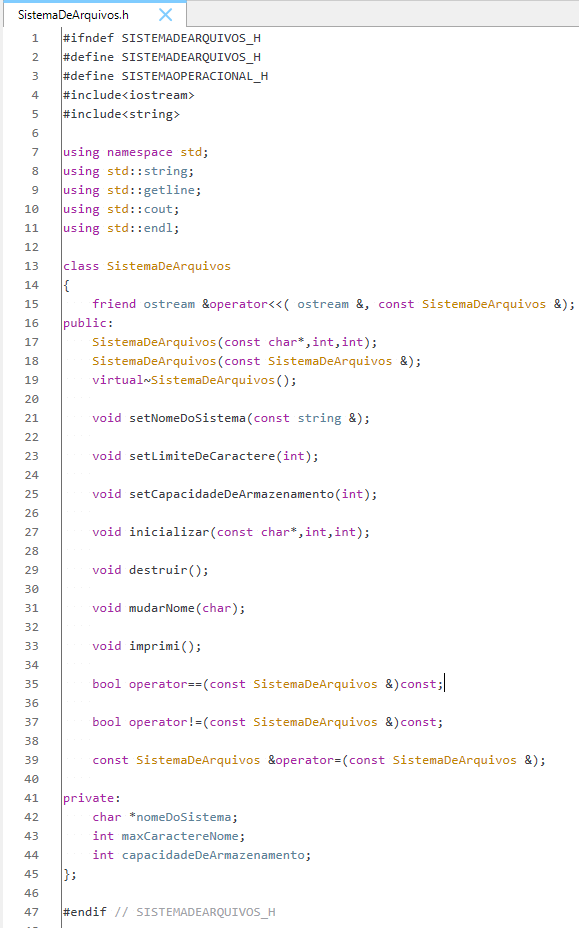 SistemaDeArquivos.h
1 #ifndef SISTEMADEARQUIVOS_H
2 #define SISTEMADEARQUIVOS_H
3 #define SISTEMAOPERACIONAL_H
4 #include<iostream>
5 #include<string>
6
7 using namespace std;
8 using std::string;
9 using std::getline;
10 using std::cout;
11 using std::endl;
12
13 class SistemaDeArquivos
14 {
15     friend ostream &operator<<( ostream &, const SistemaDeArquivos &);
16 public:
17     SistemaDeArquivos(const char*,int,int);
18     SistemaDeArquivos(const SistemaDeArquivos &);
19     virtual~SistemaDeArquivos();
20
21     void setNomeDoSistema(const string &);
22
23     void setLimiteDeCaractere(int);
24
25     void setCapacidadeDeArmazenamento(int);
26
27     void inicializar(const char*,int,int);
28
29     void destruir();
30
31     void mudarNome(char);
32
33     void imprimi();
34
35     bool operator==(const SistemaDeArquivos &)const;
36
37     bool operator!=(const SistemaDeArquivos &)const;
38
39     const SistemaDeArquivos &operator=(const SistemaDeArquivos &);
40
41 private:
42     char *nomeDoSistema;
43     int maxCaractereNome;
44     int capacidadeDeArmazenamento;
45 };
46
47 #endif // SISTEMADEARQUIVOS_H